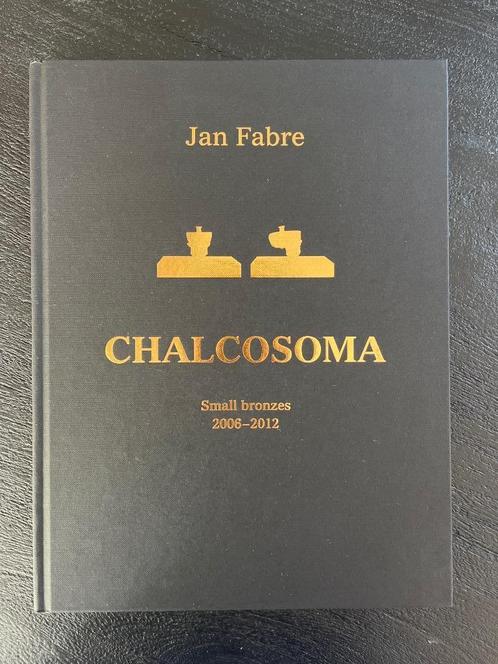 Jan Fabre
CHALCOSOMA
Small bronzes
2006–2012